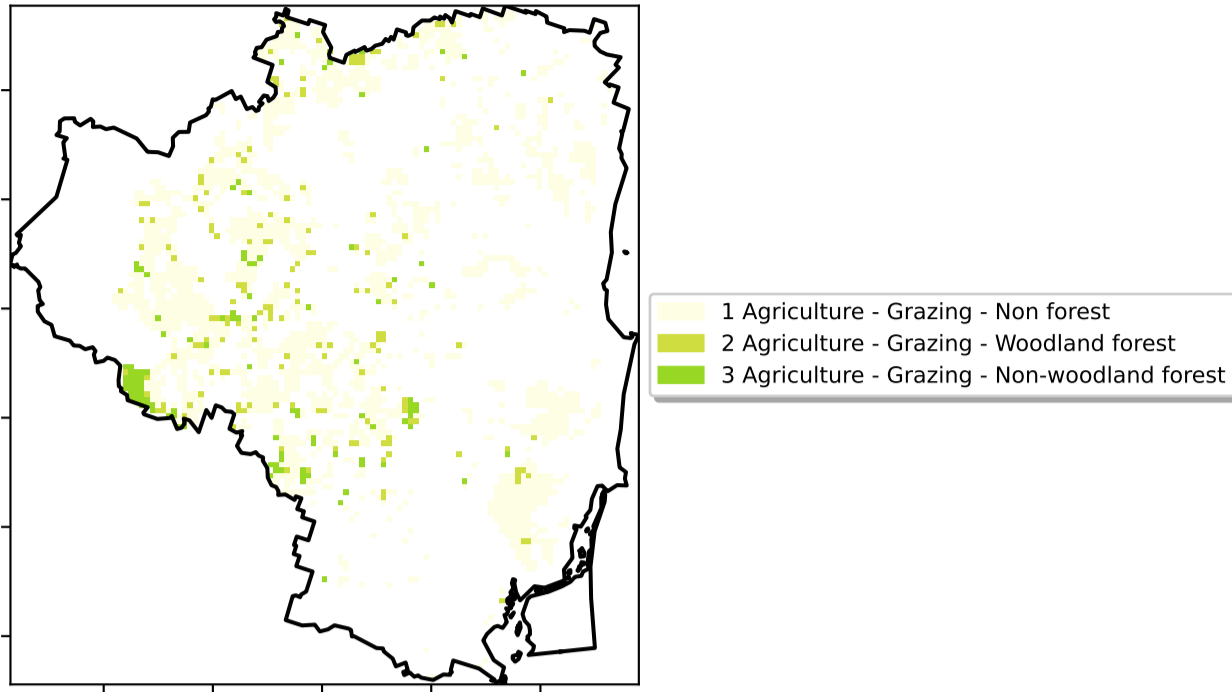 1 Agriculture - Grazing - Non forest
2 Agriculture - Grazing - Woodland forest
3 Agriculture - Grazing - Non-woodland forest